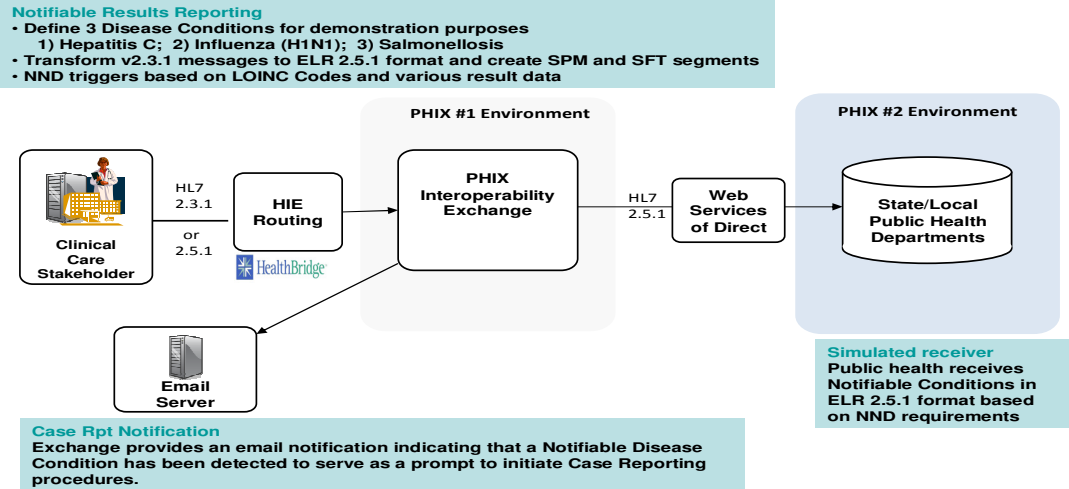 Notifiable Results Reporting
• Define 3 Disease Conditions for demonstration purposes
1) Hepatitis C; 2) Influenza (H1N1); 3) Salmonellosis
• Transform v2.3.1 messages to ELR 2.5.1 format and create SPM and SFT segments
• NND triggers based on LOINC Codes and various result data
PHIX #1 Environment
PHIX #2 Environment
Clinical
Care
Stakeholder
HL7
2.3.1
or
2.5.1
HIE
Routing
HealthBridge
PHIX
Interoperability
Exchange
HL7
2.5.1
Web
Services
of Direct
State/Local
Public Health
Departments
Email
Server
Simulated receiver
Public health receives
Notifiable Conditions in
ELR 2.5.1 format based
on NND requirements
Case Rpt Notification
Exchange provides an email notification indicating that a Notifiable Disease
Condition has been detected to serve as a prompt to initiate Case Reporting
procedures.